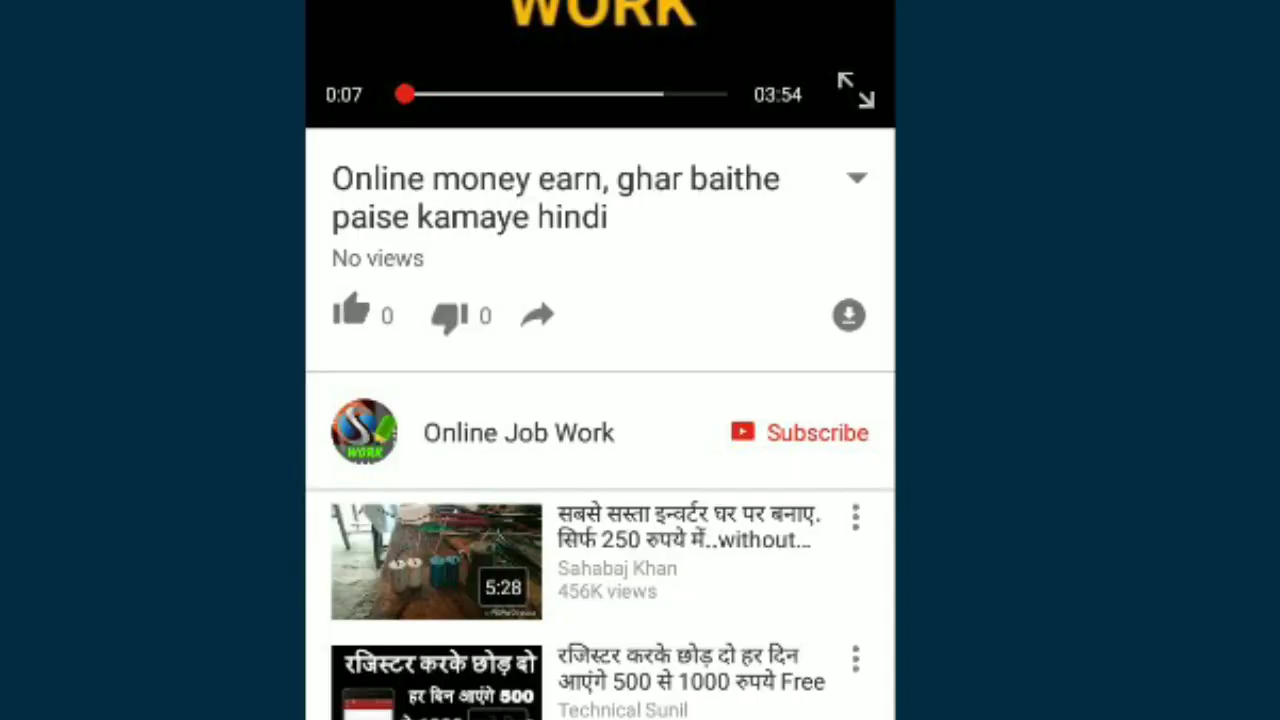 WORK
0:07
03:54
Online money earn, ghar baithe
paise kamaye hindi
No views
0
0
WORK
Online Job Work
Subscribe
सबसे सस्ता इन्वर्टर घर पर बनाए.
सिर्फ 250 रुपये में..without...
Sahabaj Khan
456K views
5:28
रजिस्टर करके छोड़ दो
हर दिन आएंगे 500
रजिस्टर करके छोड़ दो हर दिन
आएंगे 500 से 1000 रुपये Free
Technical Sunil